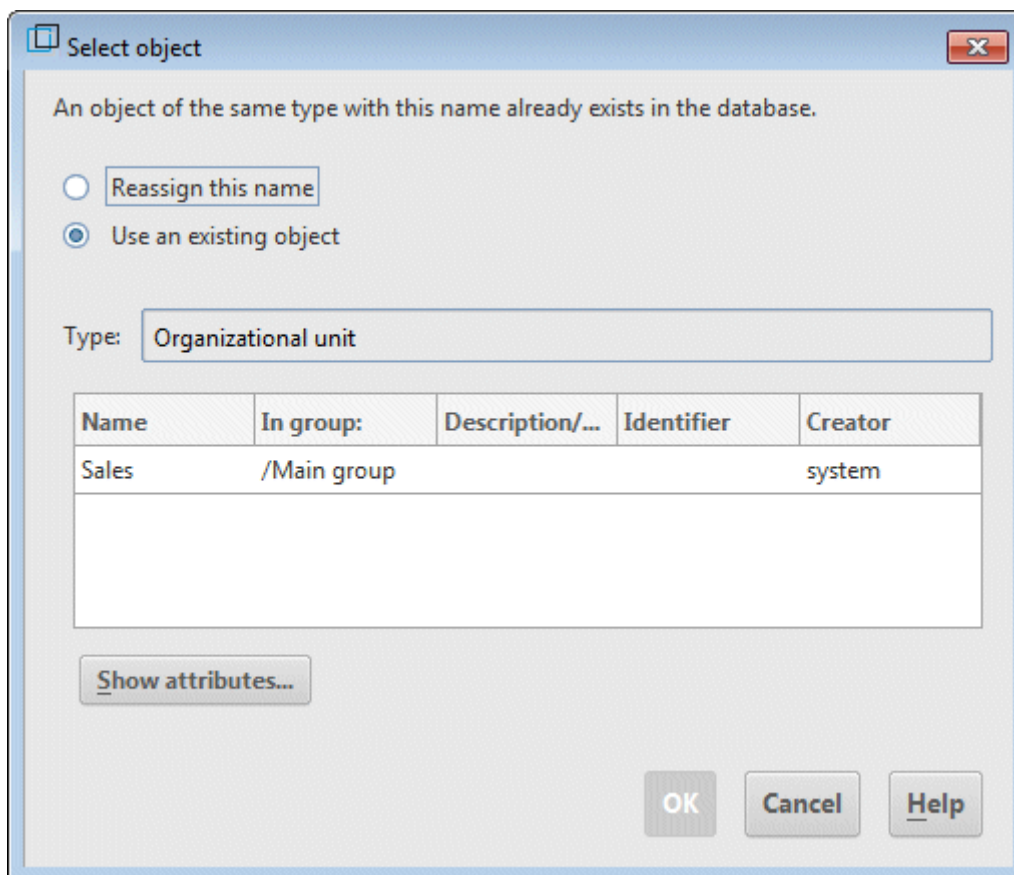 Select object
An object of the same type with this name already exists in the database.
Reassign this name
Use an existing object
Type: Organizational unit
Name In group: Description/... Identifier Creator
Sales /Main group system
Show attributes...
OK Cancel Help